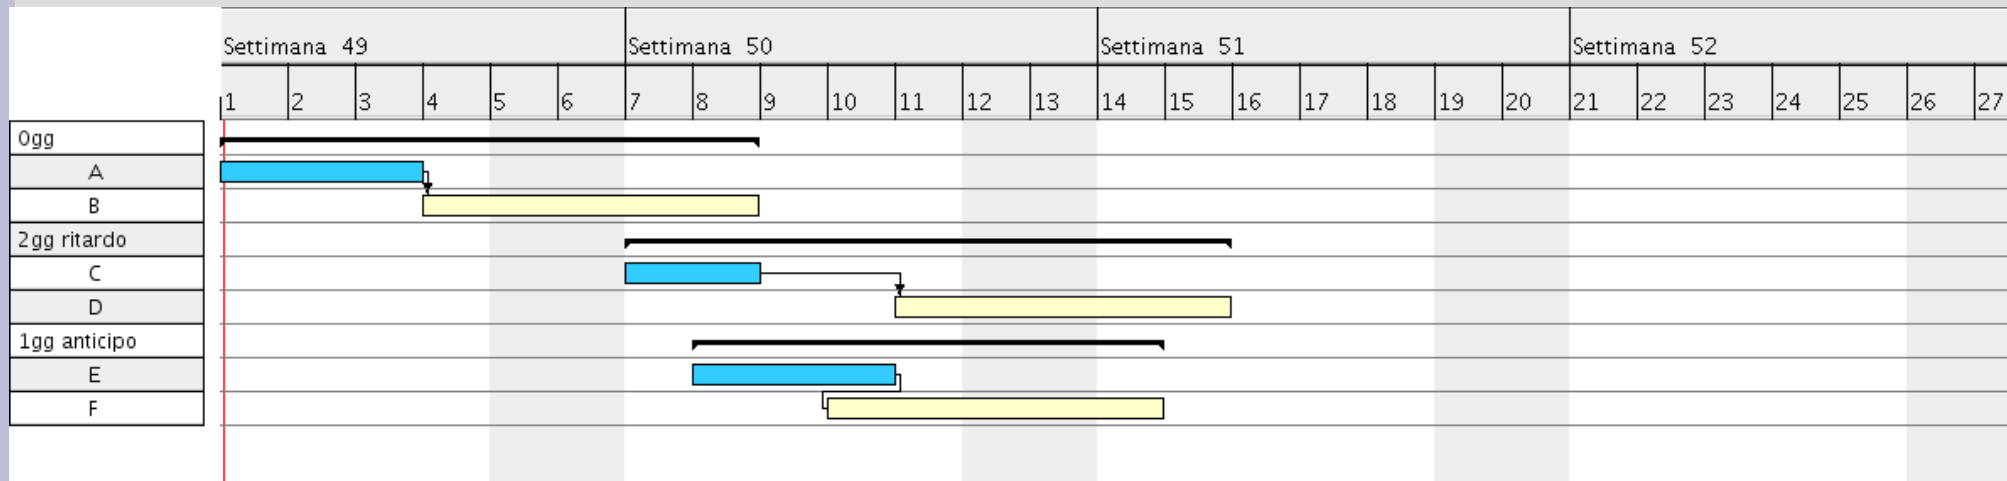 Settimana 49 Settimana 50 Settimana 51 Settimana 52
1 2 3 4 5 6 7 8 9 10 11 12 13 14 15 16 17 18 19 20 21 22 23 24 25 26 27
0gg
A
B
2gg ritardo
C
D
1gg anticipo
E
F